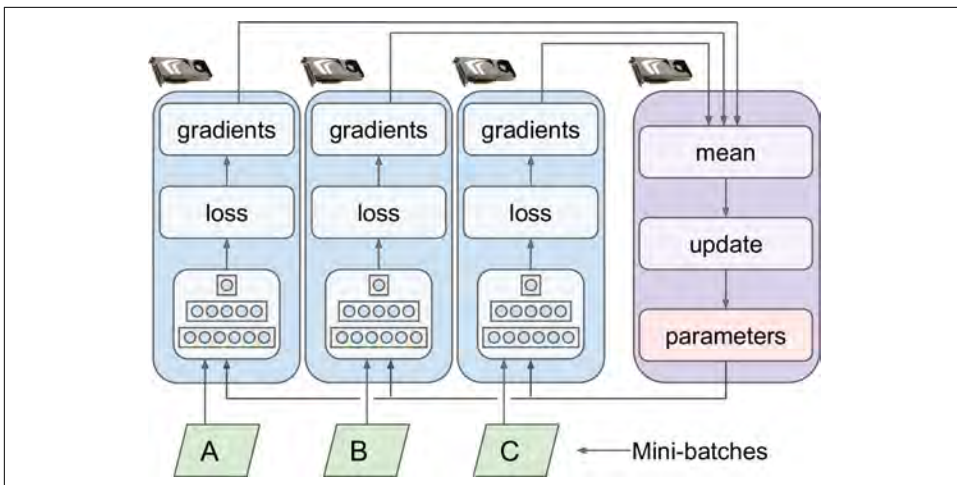 gradients
gradients
gradients
mean
loss
loss
loss
update
parameters
A
B
C
Mini-batches